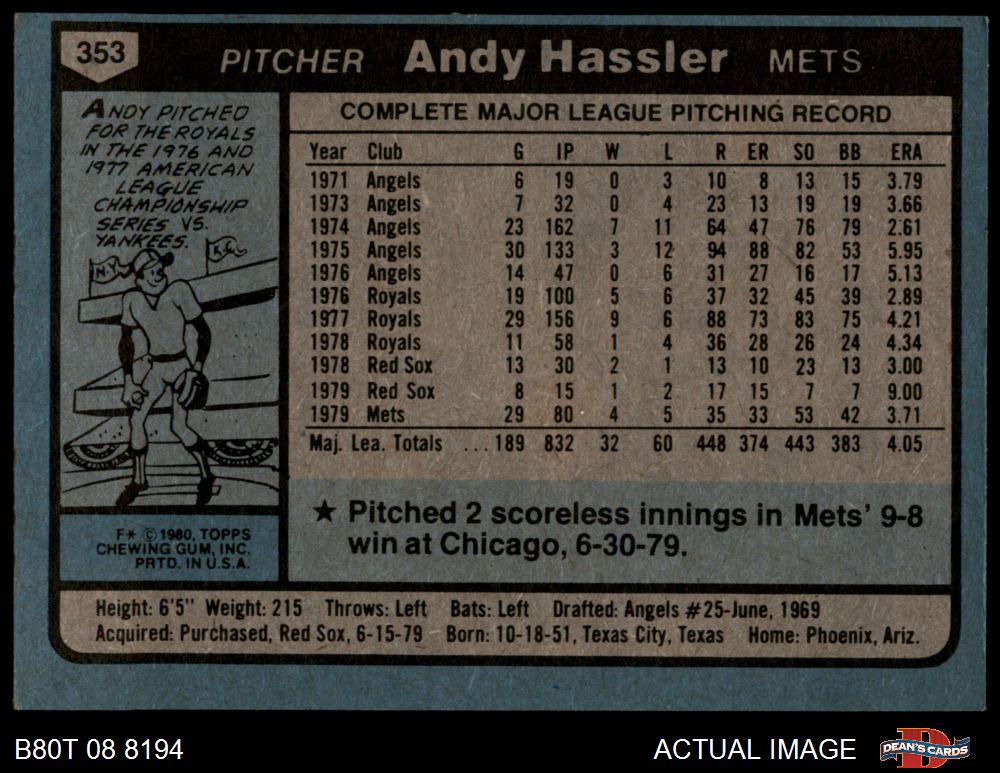 353 PITCHER Andy Hassler METS
ANDY PITCHED
FOR THE ROYALS
IN THE 1976 AND
1977 AMERICAN
LEAGUE
CHAMPIONSHIP
SERIES VS.
YANKEES.
N.Y.
K.C.
F* © 1980, TOPPS
CHEWING GUM, INC.
PRTD. IN U.S.A.
COMPLETE MAJOR LEAGUE PITCHING RECORD
Year Club G IP W L R ER SO BB ERA
1971 Angels 6 19 0 3 10 8 13 15 3.79
1973 Angels 7 32 0 4 23 13 19 19 3.66
1974 Angels 23 162 7 11 64 47 76 79 2.61
1975 Angels 30 133 3 12 94 88 82 53 5.95
1976 Angels 14 47 0 6 31 27 16 17 5.13
1976 Royals 19 100 5 6 37 32 45 39 2.89
1977 Royals 29 156 9 6 88 73 83 75 4.21
1978 Royals 11 58 1 4 36 28 26 24 4.34
1978 Red Sox 13 30 2 1 13 10 23 13 3.00
1979 Red Sox 8 15 1 2 17 15 7 7 9.00
1979 Mets 29 80 4 5 35 33 53 42 3.71
Maj. Lea. Totals ...189 832 32 60 448 374 443 383 4.05
★ Pitched 2 scoreless innings in Mets' 9-8
win at Chicago, 6-30-79.
Height: 6'5" Weight: 215 Throws: Left Bats: Left Drafted: Angels #25-June, 1969
Acquired: Purchased, Red Sox, 6-15-79 Born: 10-18-51, Texas City, Texas Home: Phoenix, Ariz.
B80T 08 8194 ACTUAL IMAGE DEAN'S CARDS